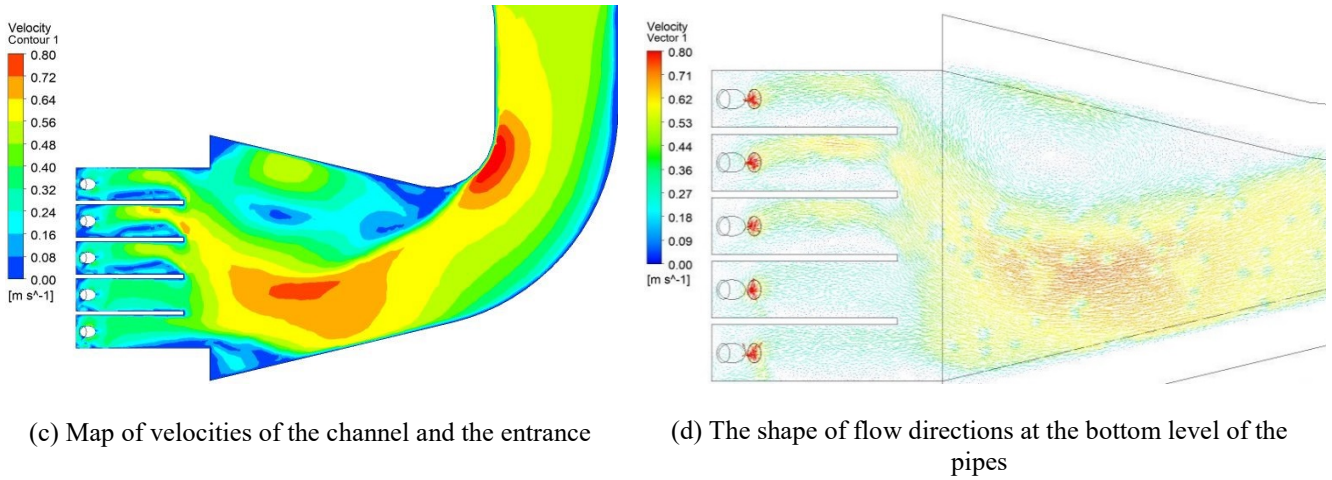 Velocity
Contour 1
0.80
0.72
0.64
0.56
0.48
0.40
0.32
0.24
0.16
0.08
0.00
[m s^-1]
Velocity
Vector 1
0.80
0.71
0.62
0.53
0.44
0.36
0.27
0.18
0.09
0.00
[m s^-1]
(c) Map of velocities of the channel and the entrance
(d) The shape of flow directions at the bottom level of the
pipes